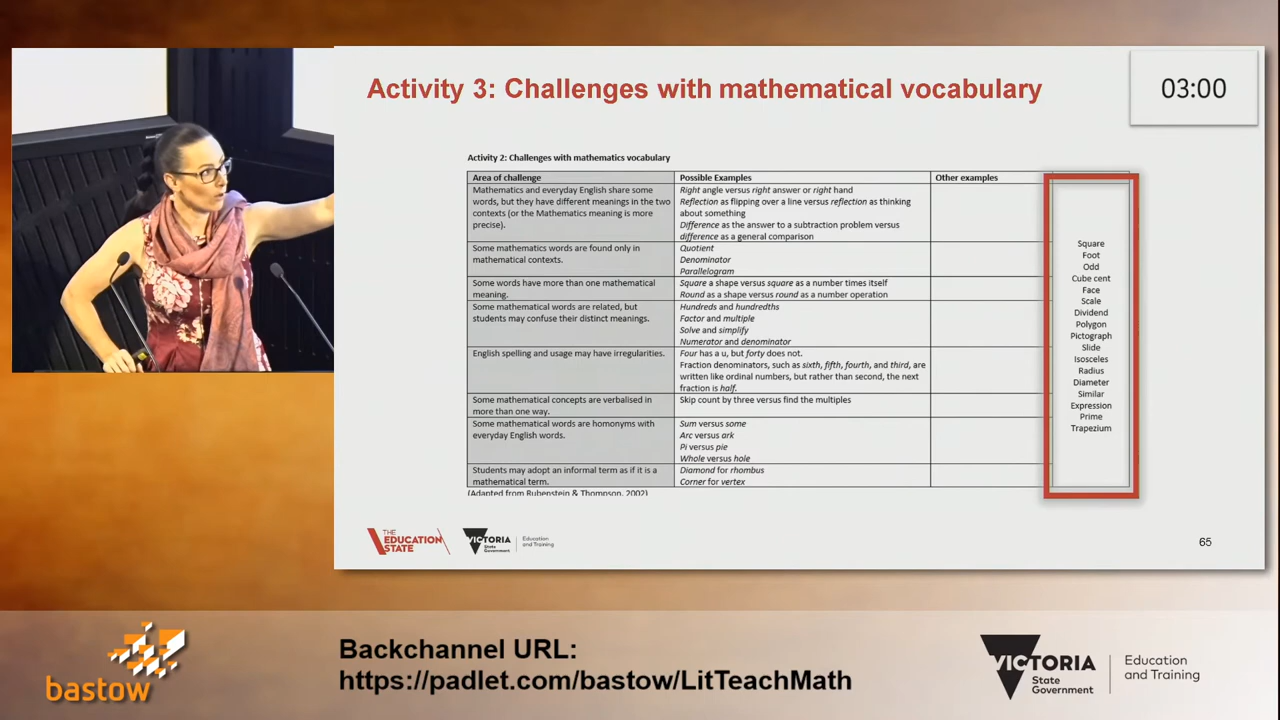 Activity 3: Challenges with mathematical vocabulary
03:00
Activity 2: Challenges with mathematics vocabulary
Area of challenge
Possible Examples
Other examples
Mathematics and everyday English share some
words, but they have different meanings in the two
contexts (or the Mathematics meaning is more
precise).
Right angle versus right answer or right hand
Reflection as flipping over a line versus reflection as thinking
about something
Difference as the answer to a subtraction problem versus
difference as a general comparison
Some mathematics words are found only in
mathematical contexts.
Quotient
Denominator
Parallelogram
Some words have more than one mathematical
meaning.
Square a shape versus square as a number times itself
Round as a shape versus round as a number operation
Some mathematical words are related, but
students may confuse their distinct meanings.
Hundreds and hundredths
Factor and multiple
Solve and simplify
Numerator and denominator
English spelling and usage may have irregularities.
Four has a u, but forty does not.
Fraction denominators, such as sixth, fifth, fourth, and third, are
written like ordinal numbers, but rather than second, the next
fraction is half.
Some mathematical concepts are verbalised in
more than one way.
Skip count by three versus find the multiples
Some mathematical words are homonyms with
everyday English words.
Sum versus some
Arc versus ark
Pi versus pie
Whole versus hole
Students may adopt an informal term as if it is a
mathematical term.
Diamond for rhombus
Corner for vertex
(Adapted from Rubenstein & Thompson, 2002)
Square
Foot
Odd
Cube cent
Face
Scale
Dividend
Polygon
Pictograph
Slide
Isosceles
Radius
Diameter
Similar
Expression
Prime
Trapezium
THE
EDUCATION
STATE
VICTORIA
State
Government
Education
and Training
65
bastow
Backchannel URL:
https://padlet.com/bastow/LitTeachMath
VICTORIA
State
Government
Education
and Training